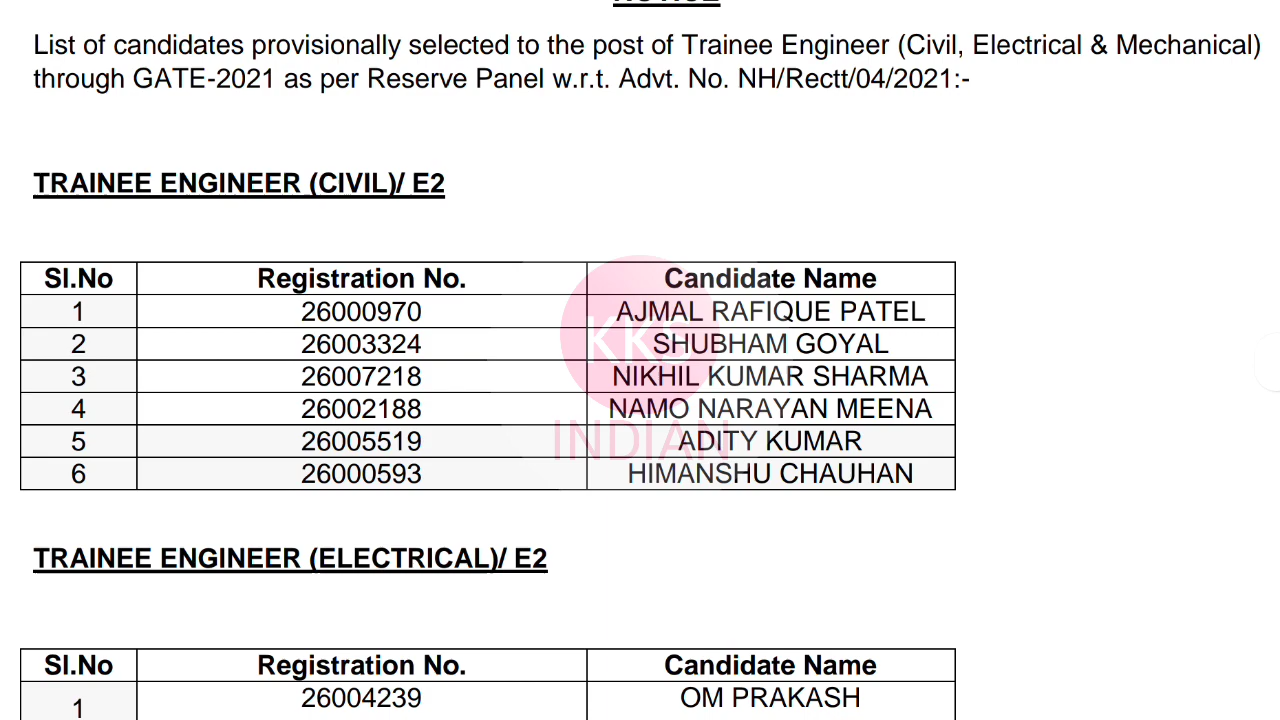 NOTICE
List of candidates provisionally selected to the post of Trainee Engineer (Civil, Electrical & Mechanical)
through GATE-2021 as per Reserve Panel w.r.t. Advt. No. NH/Rectt/04/2021:-
TRAINEE ENGINEER (CIVIL)/ E2
Sl.No Registration No. Candidate Name
1 26000970 AJMAL RAFIQUE PATEL
2 26003324 SHUBHAM GOYAL
3 26007218 NIKHIL KUMAR SHARMA
4 26002188 NAMO NARAYAN MEENA
5 26005519 ADITY KUMAR
6 26000593 HIMANSHU CHAUHAN
KKS
INDIAN
TRAINEE ENGINEER (ELECTRICAL)/ E2
Sl.No Registration No. Candidate Name
1 26004239 OM PRAKASH